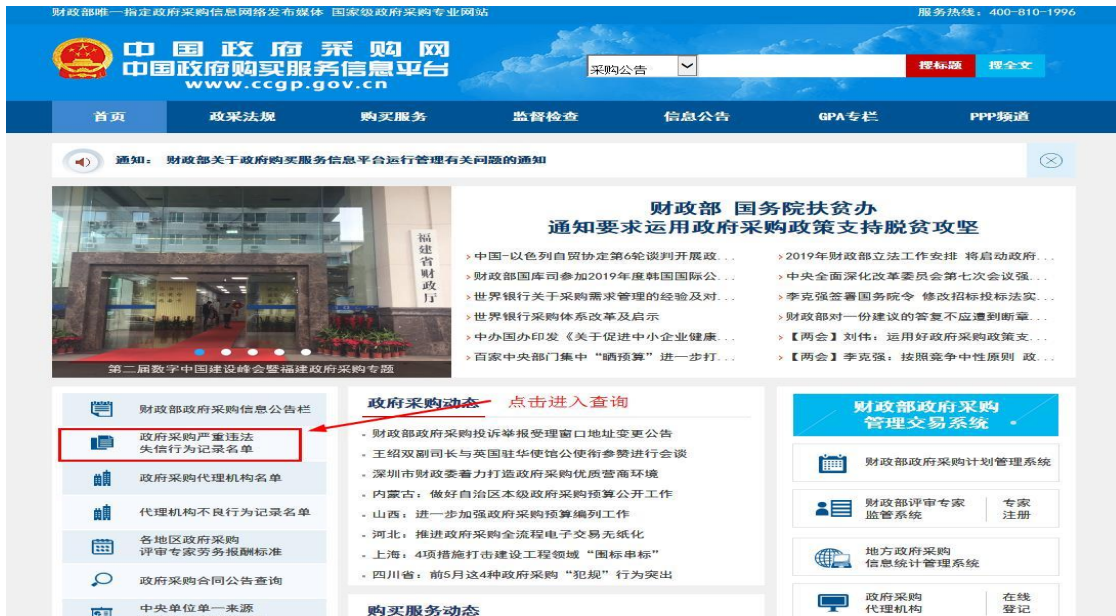 财政部唯一指定政府采购信息网络发布媒体 国家级政府采购专业网站
服务热线：400-810-1996
中国政府采购网
中国政府购买服务信息平台
www.ccgp.gov.cn
采购公告
搜标题 搜全文
首页 政采法规 购买服务 监督检查 信息公告 GPA专栏 PPP频道
通知： 财政部关于政府购买服务信息平台运行管理有关问题的通知
福建省财政厅
第二届数字中国建设峰会暨福建政府采购专题
财政部 国务院扶贫办
通知要求运用政府采购政策支持脱贫攻坚
中国-以色列自贸协定第6轮谈判开展政...
财政部国库司参加2019年度韩国国际公...
世界银行关于采购需求管理的经验及对...
世界银行采购体系改革及启示
中办国办印发《关于促进中小企业健康...
百家中央部门集中“晒预算”进一步打...
2019年财政部立法工作安排 将启动政府...
中央全面深化改革委员会第七次会议强...
李克强签署国务院令 修改招标投标法实...
财政部对一份建议的答复不应遭到断章...
【两会】刘伟：运用好政府采购政策支...
【两会】李克强：按照竞争中性原则 政...
财政部政府采购信息公告栏
政府采购严重违法
失信行为记录名单
政府采购代理机构名单
代理机构不良行为记录名单
各地区政府采购
评审专家劳务报酬标准
政府采购合同公告查询
中央单位单一来源
政府采购动态
点击进入查询
财政部政府采购投诉举报受理窗口地址变更公告
王绍双副司长与英国驻华使馆公使衔参赞进行会谈
深圳市财政委着力打造政府采购优质营商环境
内蒙古：做好自治区本级政府采购预算公开工作
山西：进一步加强政府采购预算编列工作
河北：推进政府采购全流程电子交易无纸化
上海：4项措施打击建设工程领域“围标串标”
四川省：前5月这4种政府采购“犯规”行为突出
购买服务动态
财政部政府采购
管理交易系统
财政部政府采购计划管理系统
财政部评审专家
监管系统
专家
注册
地方政府采购
信息统计管理系统
政府采购
代理机构
在线
登记